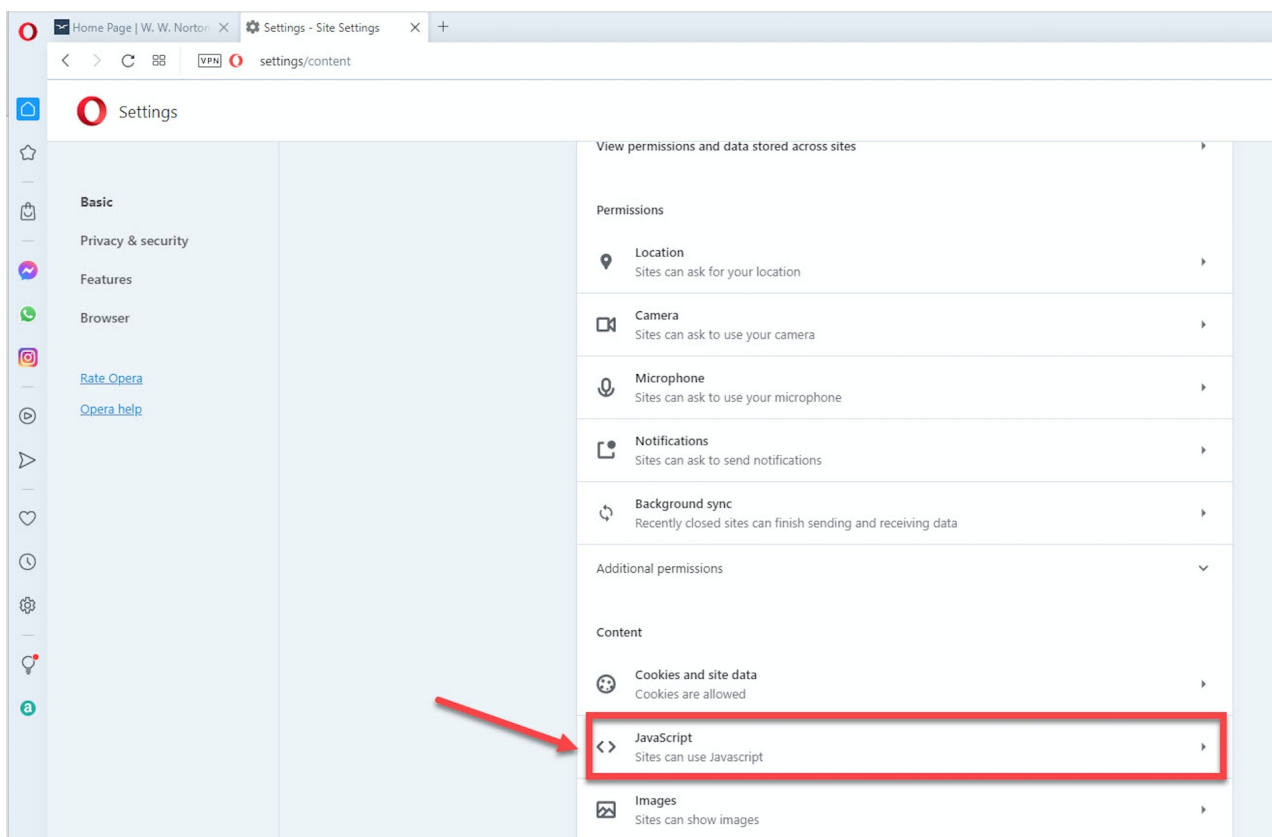 Home Page | W. W. Norton
Settings - Site Settings
VPN
settings/content
Settings
Basic
Privacy & security
Features
Browser
Rate Opera
Opera help
View permissions and data stored across sites
Permissions
Location
Sites can ask for your location
Camera
Sites can ask to use your camera
Microphone
Sites can ask to use your microphone
Notifications
Sites can ask to send notifications
Background sync
Recently closed sites can finish sending and receiving data
Additional permissions
Content
Cookies and site data
Cookies are allowed
JavaScript
Sites can use Javascript
Images
Sites can show images
a